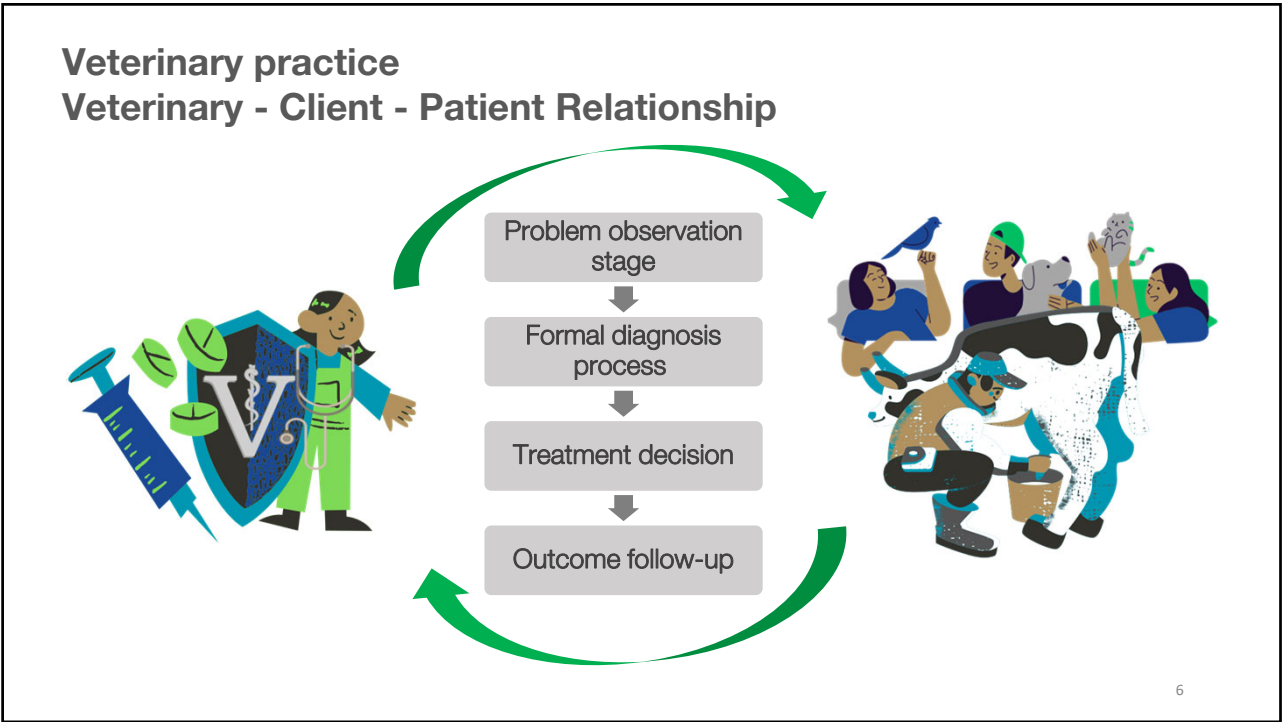 Veterinary practice
Veterinary - Client - Patient Relationship
Problem observation
stage
Formal diagnosis
process
Treatment decision
Outcome follow-up
V
6